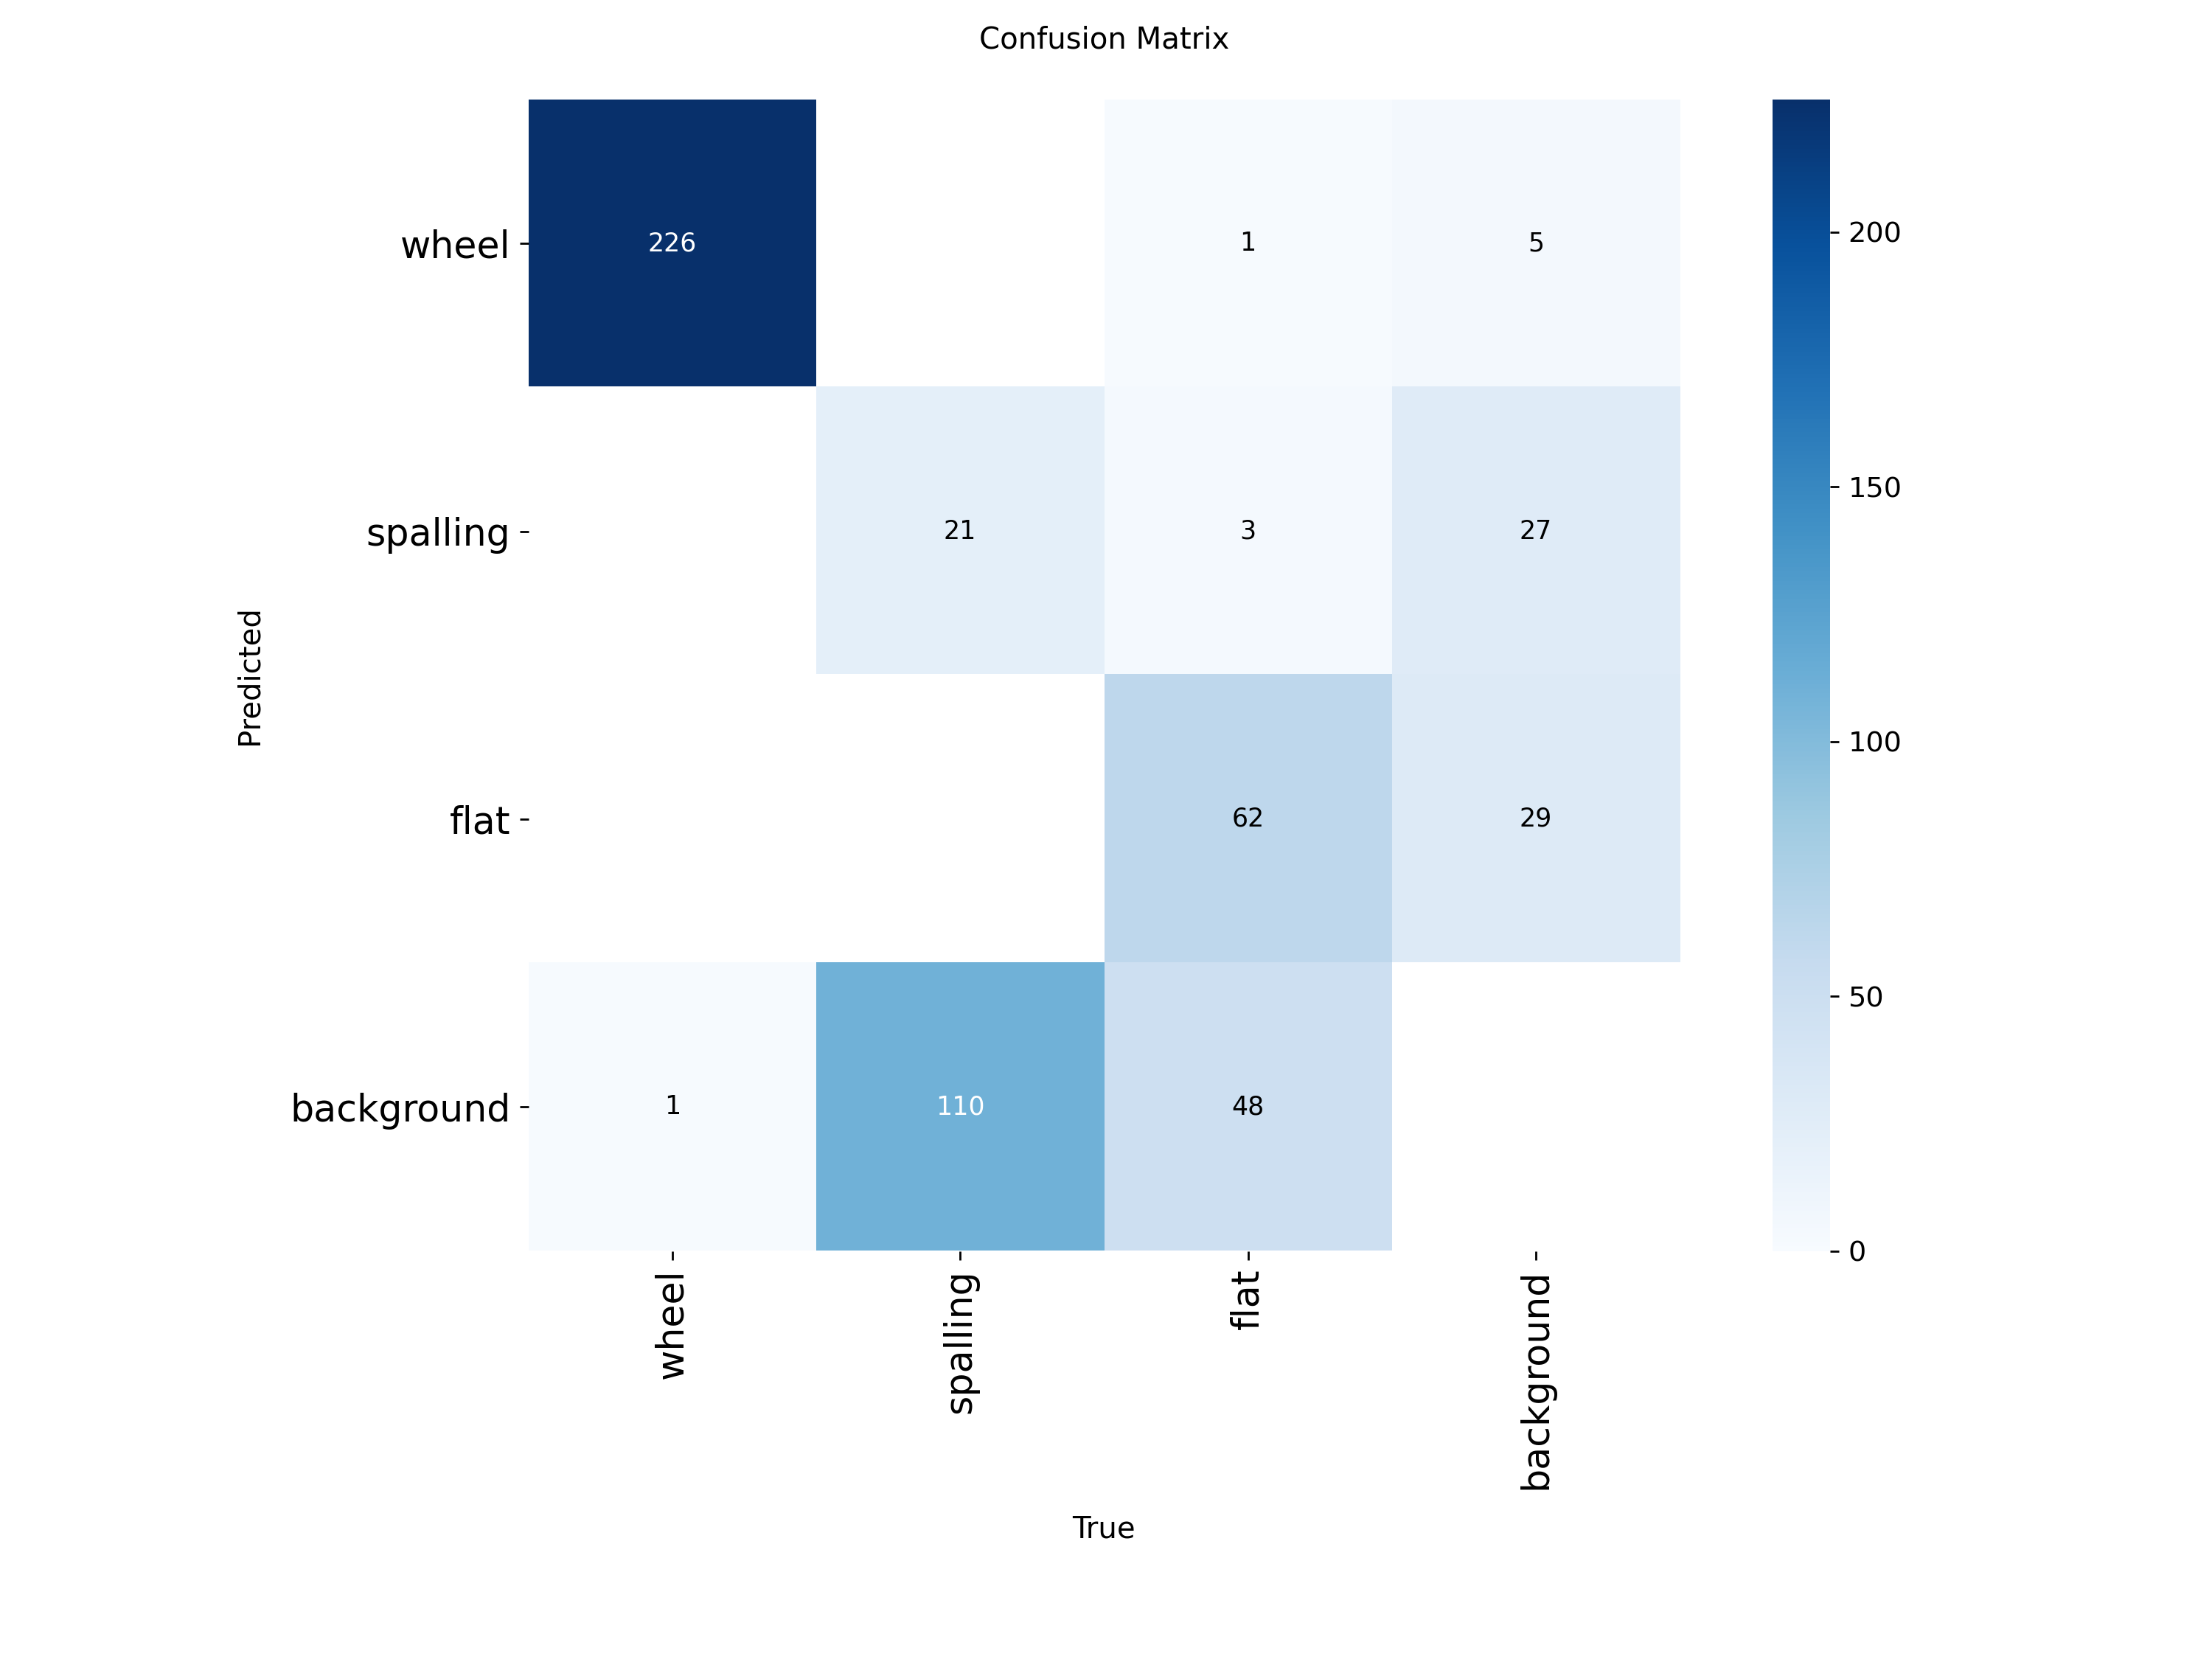 Confusion Matrix
wheel
226
1
5
200
spalling
21
3
27
150
Predicted
flat
62
29
100
background
1
110
48
50
0
wheel
spalling
flat
background
True